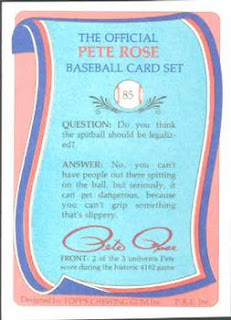 THE OFFICIAL
PETE ROSE
BASEBALL CARD SET
85
QUESTION: Do you think
the spitball should be legaliz-
ed?
ANSWER: No, you can't
have people out there spitting
on the ball, but seriously, it
can get dangerous, because
you can't grip something
that's slippery.
Pete Rose
FRONT: 2 of the 3 uniforms Pete
wore during the historic 4192 game
Designed by TOPPS CHEWING GUM Inc.
P.R.E. Inc.